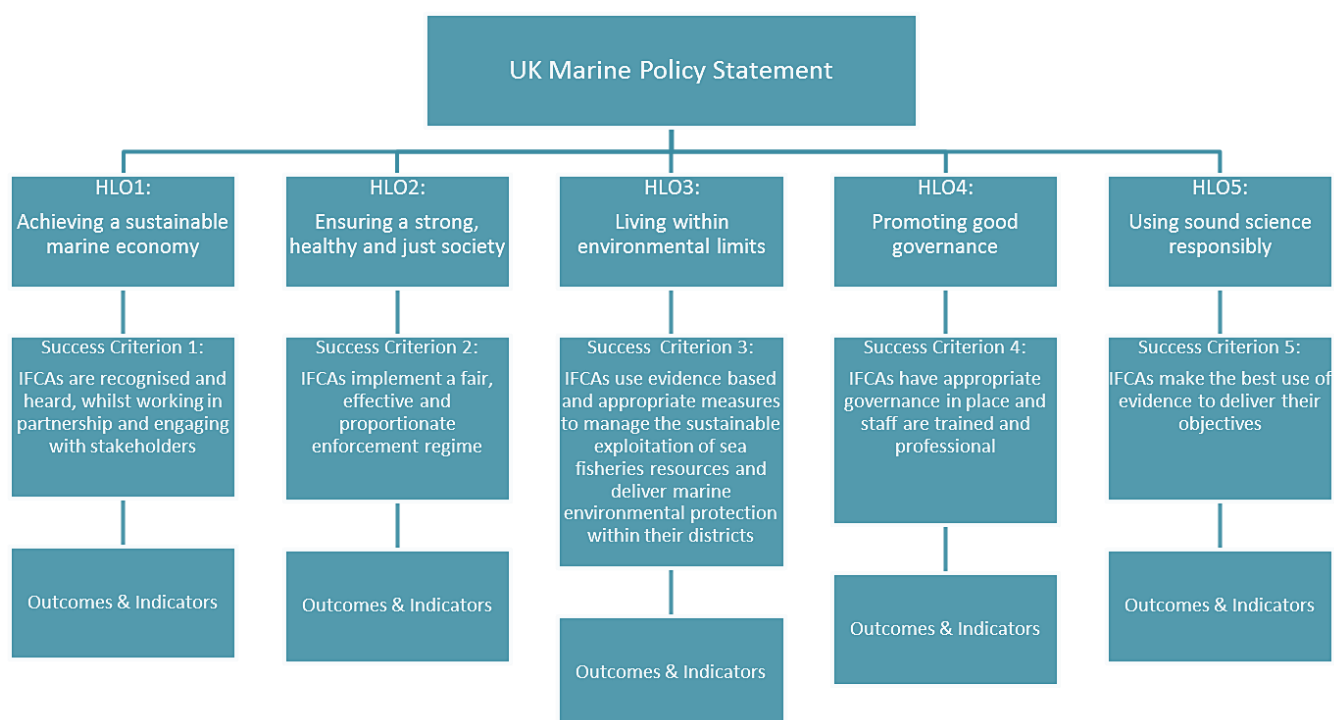 UK Marine Policy Statement
HLO1:
Achieving a sustainable
marine economy
HLO2:
Ensuring a strong,
healthy and just society
HLO3:
Living within
environmental limits
HLO4:
Promoting good
governance
HLO5:
Using sound science
responsibly
Success Criterion 1:
IFCAs are recognised and
heard, whilst working in
partnership and engaging
with stakeholders
Success Criterion 2:
IFCAs implement a fair,
effective and
proportionate
enforcement regime
Success Criterion 3:
IFCAs use evidence based
and appropriate measures
to manage the sustainable
exploitation of sea
fisheries resources and
deliver marine
environmental protection
within their districts
Success Criterion 4:
IFCAs have appropriate
governance in place and
staff are trained and
professional
Success Criterion 5:
IFCAs make the best use of
evidence to deliver their
objectives
Outcomes & Indicators
Outcomes & Indicators
Outcomes & Indicators
Outcomes & Indicators
Outcomes & Indicators